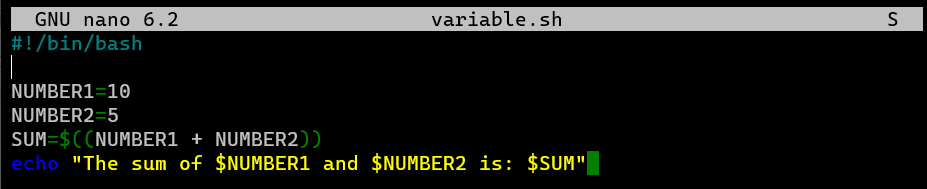 GNU nano 6.2 variable.sh S
#!/bin/bash
NUMBER1=10
NUMBER2=5
SUM=$((NUMBER1 + NUMBER2))
echo "The sum of $NUMBER1 and $NUMBER2 is: $SUM"